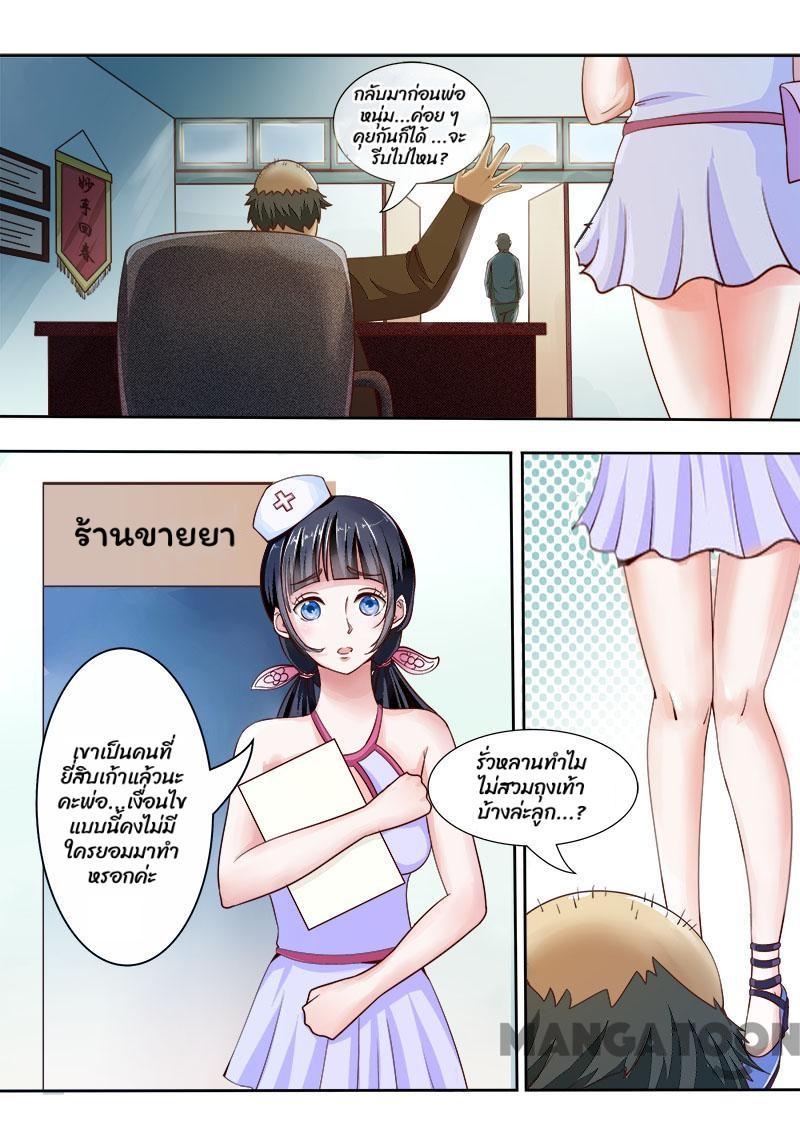 กลับมาก่อนพ่อ
หนุ่ม...ค่อย ๆ
คุยกันก็ได้ ...จะ
รีบไปไหน?
妙手回春
ร้านขายยา
เขาเป็นคนที่
ยี่สิบเก้าแล้วนะ
คะพ่อ...เงื่อนไข
แบบนี้คงไม่มี
ใครยอมมาทำ
หรอกค่ะ
รั่วหลานทำไม
ไม่สวมถุงเท้า
บ้างล่ะลูก...?
MANGATOON